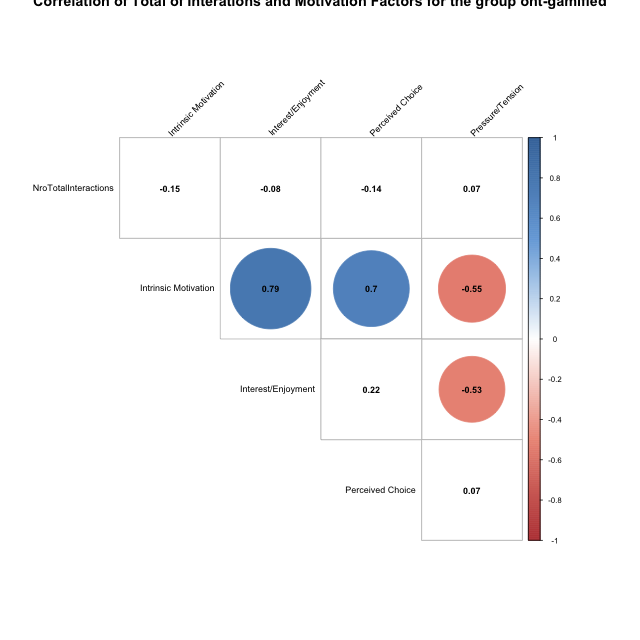 Correlation of Total of Interations and Motivation Factors for the group ont-gamified
Intrinsic Motivation
Interest/Enjoyment
Perceived Choice
Pressure/Tension
NroTotalInteractions -0.15 -0.08 -0.14 0.07
Intrinsic Motivation 0.79 0.7 -0.55
Interest/Enjoyment 0.22 -0.53
Perceived Choice 0.07
1
0.8
0.6
0.4
0.2
0
-0.2
-0.4
-0.6
-0.8
-1